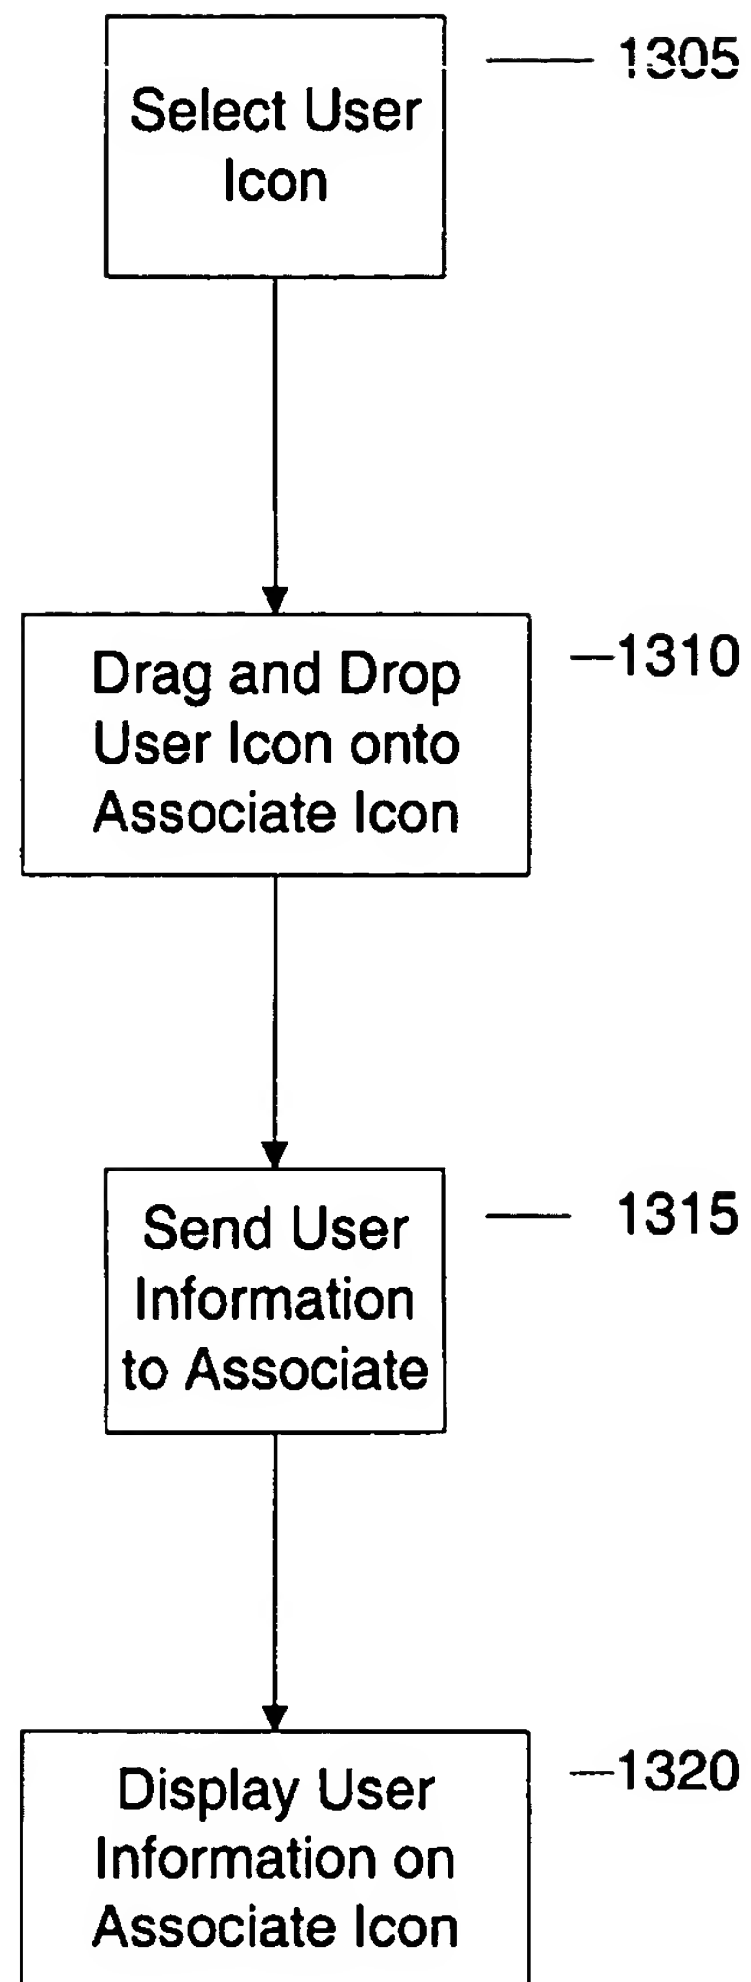 Select User
Icon
1305
Drag and Drop
User Icon onto
Associate Icon
1310
Send User
Information
to Associate
1315
Display User
Information on
Associate Icon
1320